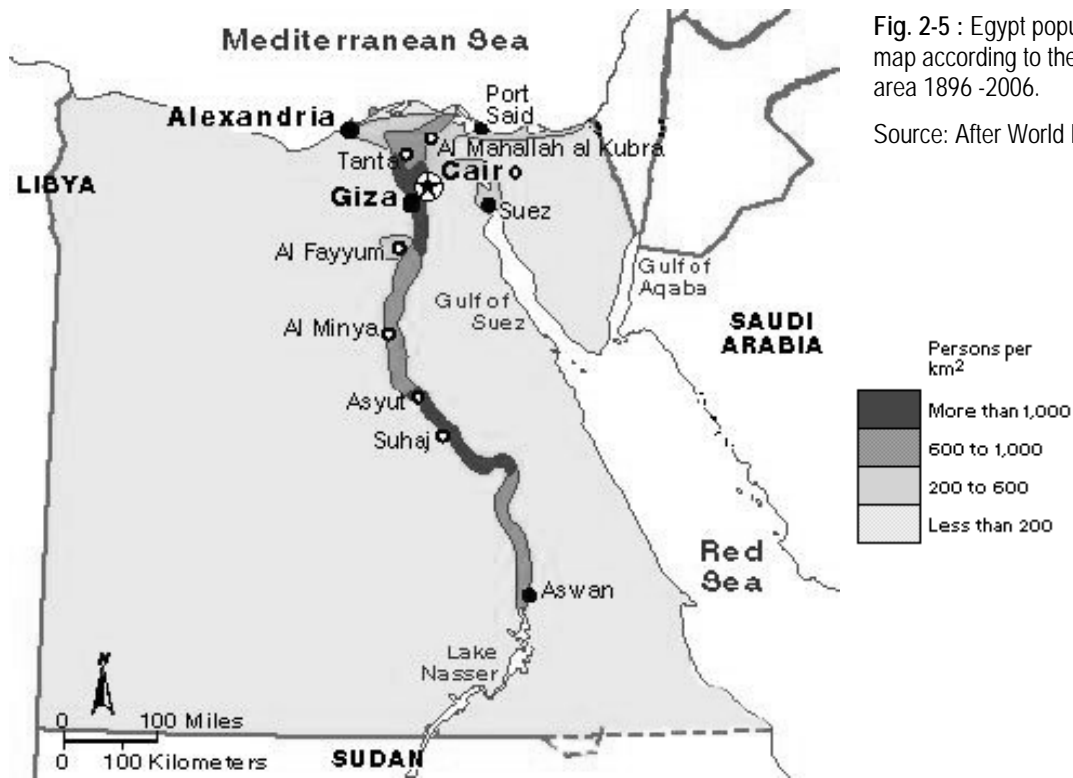 Mediterranean Sea
Alexandria
Port
Said
Tanta
Al Mahallah al Kubra
LIBYA
Cairo
Giza
Suez
Al Fayyum
Gulf of
Aqaba
Al Minya
Gulf of
Suez
SAUDI
ARABIA
Asyut
Suhaj
Red
Sea
Aswan
Lake
Nasser
N
0 100 Miles
0 100 Kilometers
SUDAN
Fig. 2-5 : Egypt
map according to the
area 1896 -2006.
Source: After World
Persons per
km2
More than 1,000
600 to 1,000
200 to 600
Less than 200